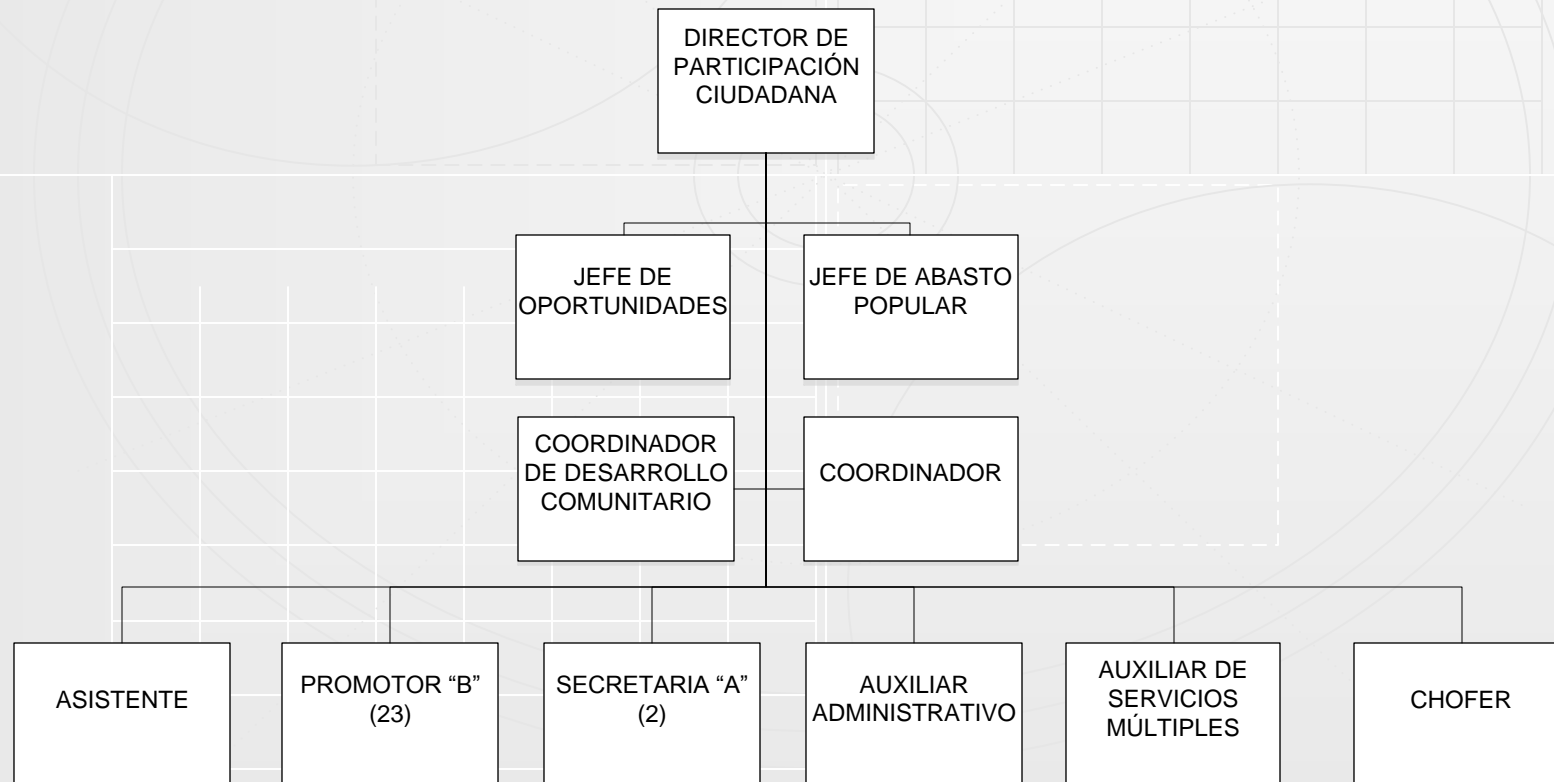 DIRECTOR DE
PARTICIPACIÓN
CIUDADANA
JEFE DE
OPORTUNIDADES
JEFE DE ABASTO
POPULAR
COORDINADOR
DE DESARROLLO
COMUNITARIO
COORDINADOR
ASISTENTE
PROMOTOR “B”
(23)
SECRETARIA “A”
(2)
AUXILIAR
ADMINISTRATIVO
AUXILIAR DE
SERVICIOS
MÚLTIPLES
CHOFER